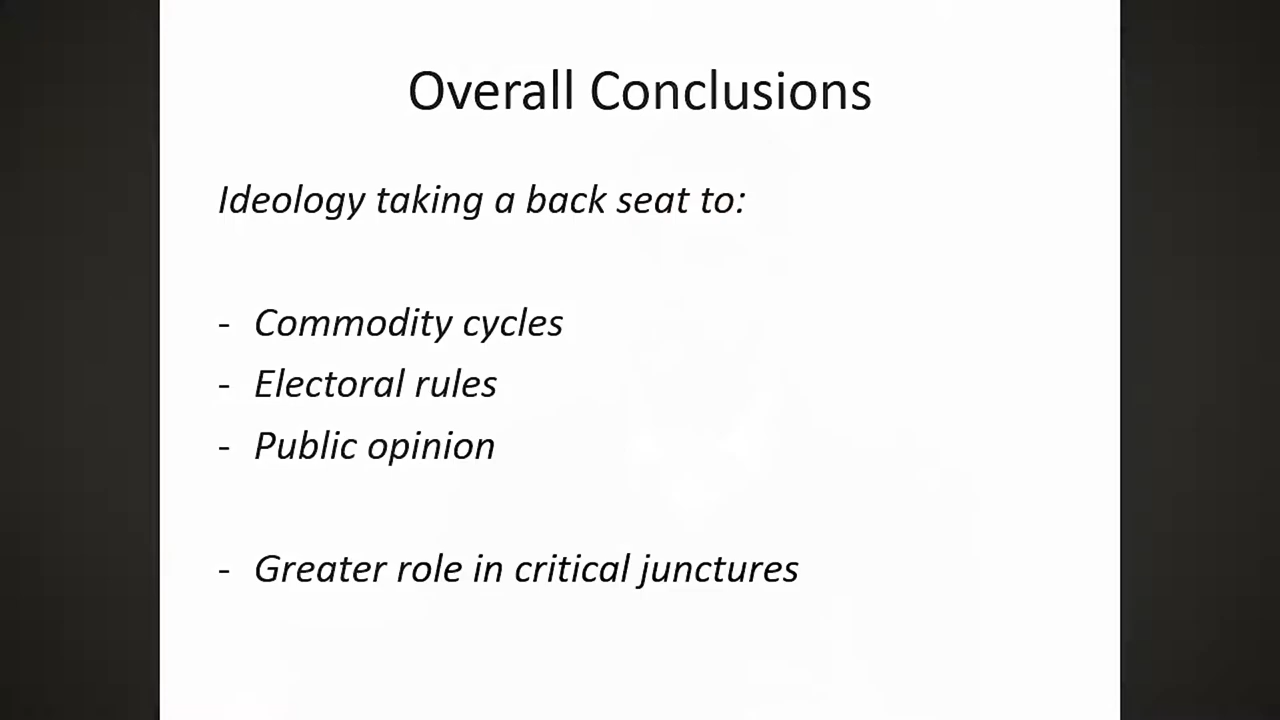 Overall Conclusions
Ideology taking a back seat to:
- Commodity cycles
- Electoral rules
- Public opinion
- Greater role in critical junctures